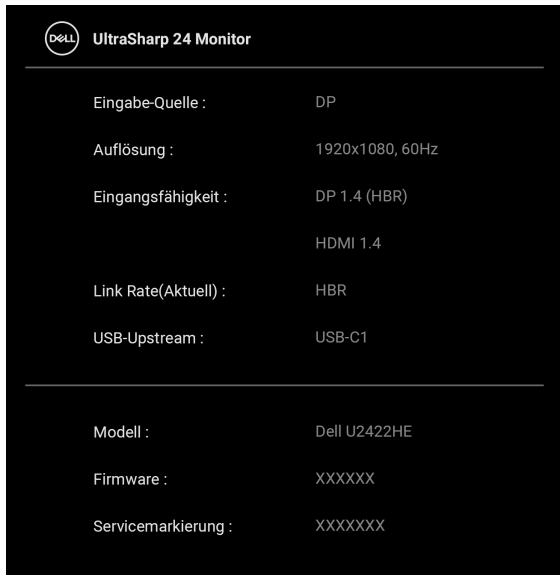 DELL UltraSharp 24 Monitor
Eingabe-Quelle : DP
Auflösung : 1920x1080, 60Hz
Eingangsfähigkeit : DP 1.4 (HBR)
HDMI 1.4
Link Rate(Aktuell) : HBR
USB-Upstream : USB-C1
Modell : Dell U2422HE
Firmware : XXXXXX
Servicemarkierung : XXXXXXX